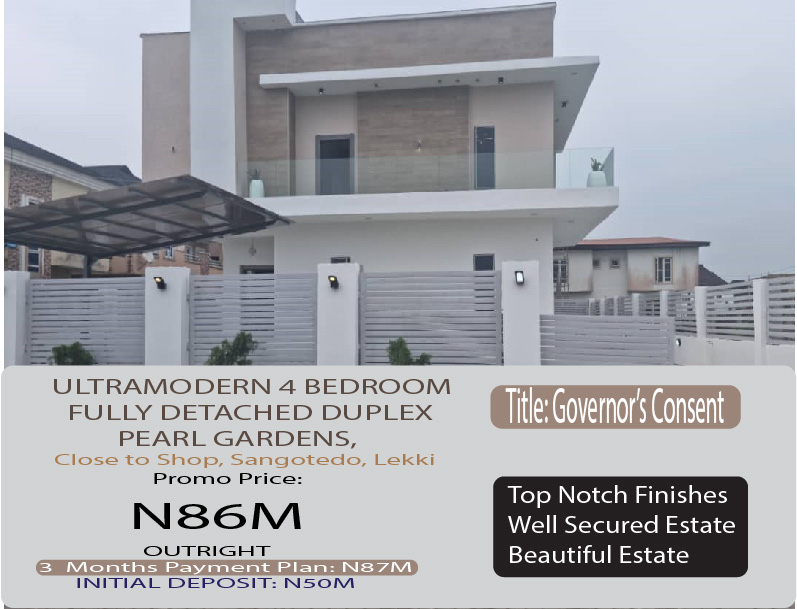 ULTRAMODERN 4 BEDROOM
FULLY DETACHED DUPLEX
PEARL GARDENS,
Close to Shop, Sangotedo, Lekki
Promo Price:
N86M
OUTRIGHT
3 Months Payment Plan: N87M
INITIAL DEPOSIT: N50M
Title: Governor's Consent
Top Notch Finishes
Well Secured Estate
Beautiful Estate